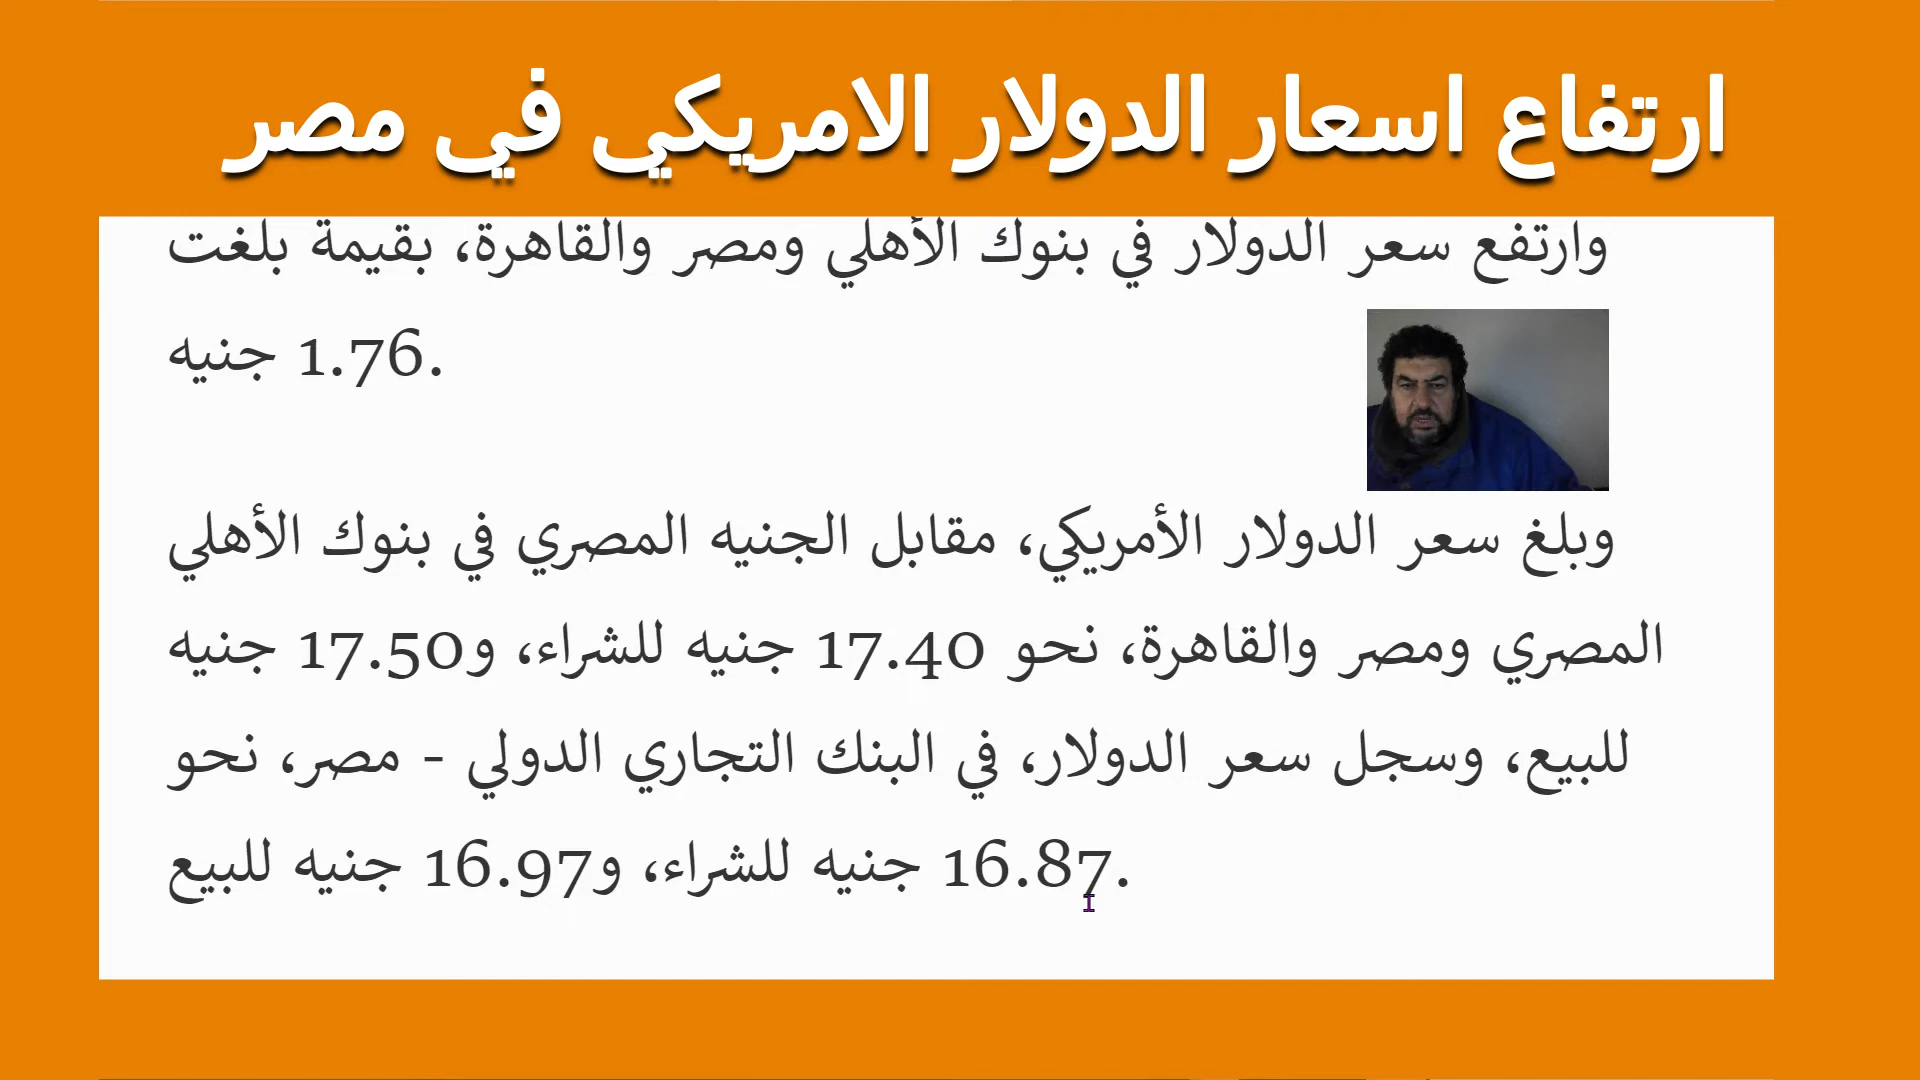 ارتفاع اسعار الدولار الامريكي في مصر
وارتفع سعر الدولار في بنوك الأهلي ومصر والقاهرة، بقيمة بلغت
1.76 جنيه.
وبلغ سعر الدولار الأمريكي، مقابل الجنيه المصري في بنوك الأهلي
المصري ومصر والقاهرة، نحو 17.40 جنيه للشراء، و17.50 جنيه
للبيع، وسجل سعر الدولار، في البنك التجاري الدولي - مصر، نحو
16.87 جنيه للشراء، و16.97 جنيه للبيع.